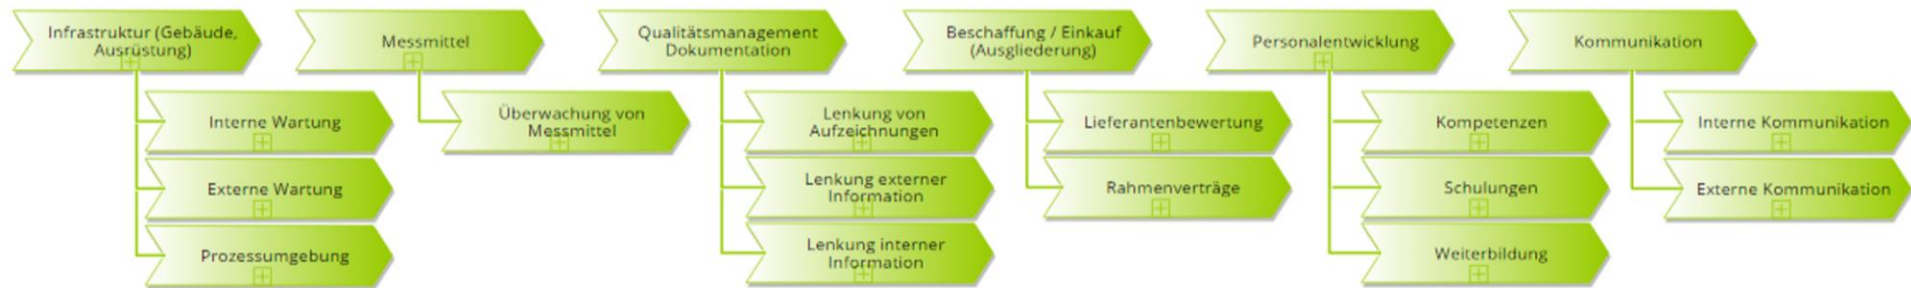 Infrastruktur (Gebäude,
Ausrüstung)
Interne Wartung
Externe Wartung
Prozessumgebung
Messmittel
Überwachung von
Messmittel
Qualitätsmanagement
Dokumentation
Lenkung von
Aufzeichnungen
Lenkung externer
Information
Lenkung interner
Information
Beschaffung / Einkauf
(Ausgliederung)
Lieferantenbewertung
Rahmenverträge
Personalentwicklung
Kompetenzen
Schulungen
Weiterbildung
Kommunikation
Interne Kommunikation
Externe Kommunikation